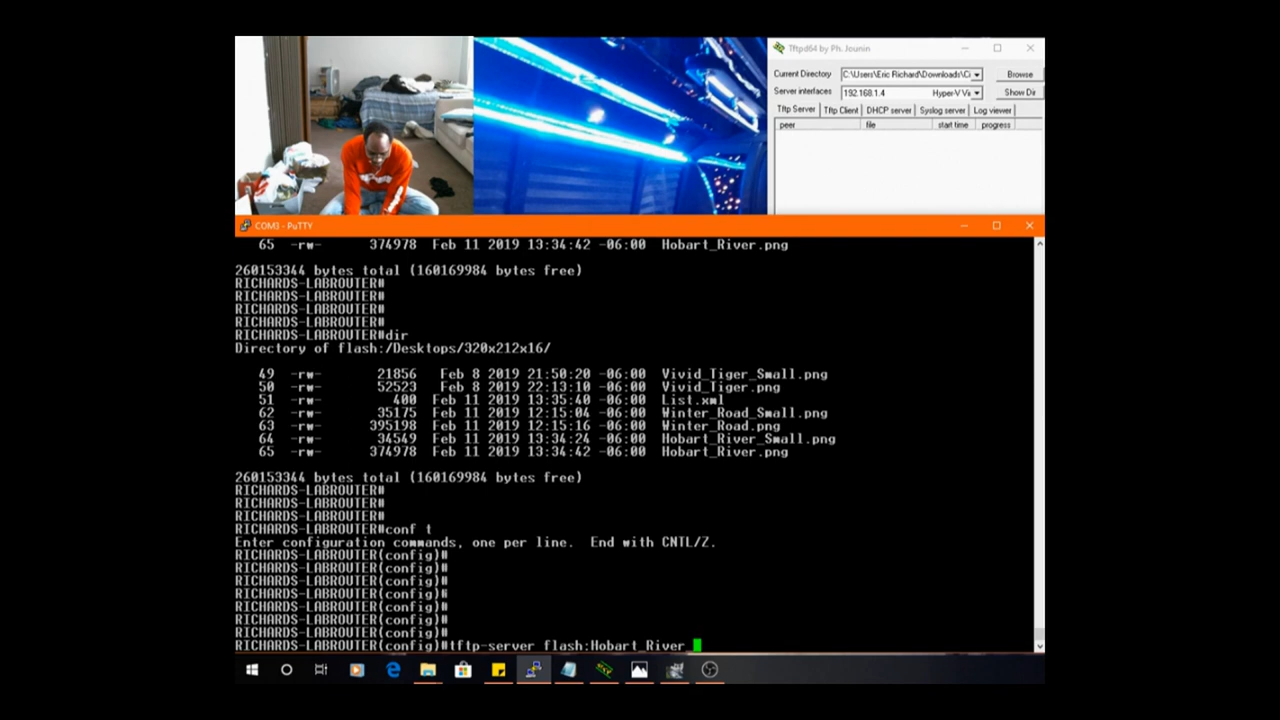 Tftpd64 by Ph. Jounin
Current Directory C:\Users\Eric Richard\Downloads\Ci Browse
Server interfaces 192.168.1.4 Hyper-V Vi Show Dir
Tftp Server Tftp Client DHCP server Syslog server Log viewer
peer file start time progress
COM3 - PuTTY
65 -rw- 374978 Feb 11 2019 13:34:42 -06:00 Hobart_River.png
260153344 bytes total (160169984 bytes free)
RICHARDS-LABROUTER#
RICHARDS-LABROUTER#
RICHARDS-LABROUTER#
RICHARDS-LABROUTER#
RICHARDS-LABROUTER#dir
Directory of flash:/Desktops/320x212x16/
49 -rw- 21856 Feb 8 2019 21:50:20 -06:00 Vivid_Tiger_Small.png
50 -rw- 52523 Feb 8 2019 22:13:10 -06:00 Vivid_Tiger.png
51 -rw- 400 Feb 11 2019 13:35:40 -06:00 List.xml
62 -rw- 35175 Feb 11 2019 12:15:04 -06:00 Winter_Road_Small.png
63 -rw- 395198 Feb 11 2019 12:15:16 -06:00 Winter_Road.png
64 -rw- 34549 Feb 11 2019 13:34:24 -06:00 Hobart_River_Small.png
65 -rw- 374978 Feb 11 2019 13:34:42 -06:00 Hobart_River.png
260153344 bytes total (160169984 bytes free)
RICHARDS-LABROUTER#
RICHARDS-LABROUTER#
RICHARDS-LABROUTER#
RICHARDS-LABROUTER#conf t
Enter configuration commands, one per line. End with CNTL/Z.
RICHARDS-LABROUTER(config)#
RICHARDS-LABROUTER(config)#
RICHARDS-LABROUTER(config)#
RICHARDS-LABROUTER(config)#
RICHARDS-LABROUTER(config)#
RICHARDS-LABROUTER(config)#
RICHARDS-LABROUTER(config)#
RICHARDS-LABROUTER(config)#tftp-server flash:Hobart_River